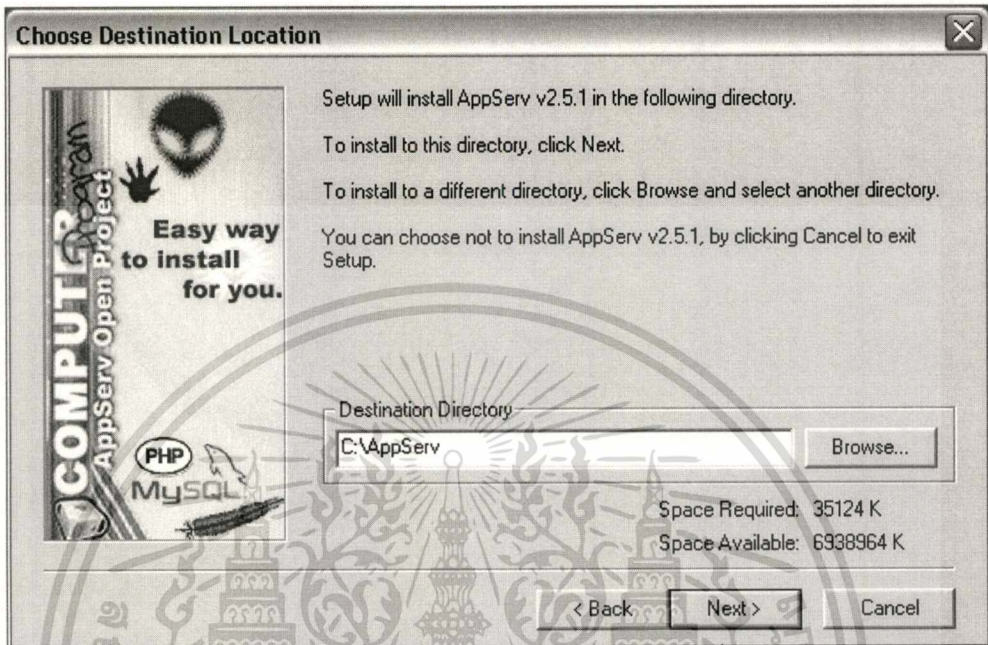 Choose Destination Location
Setup will install AppServ v2.5.1 in the following directory.
To install to this directory, click Next.
To install to a different directory, click Browse and select another directory.
You can choose not to install AppServ v2.5.1, by clicking Cancel to exit
Setup.
COMPUTER
AppServ Open Project
Easy way
to install
for you.
PHP
MySQL
Destination Directory
C:\AppServ
Browse...
Space Required: 35124 K
Space Available: 6938964 K
< Back
Next >
Cancel